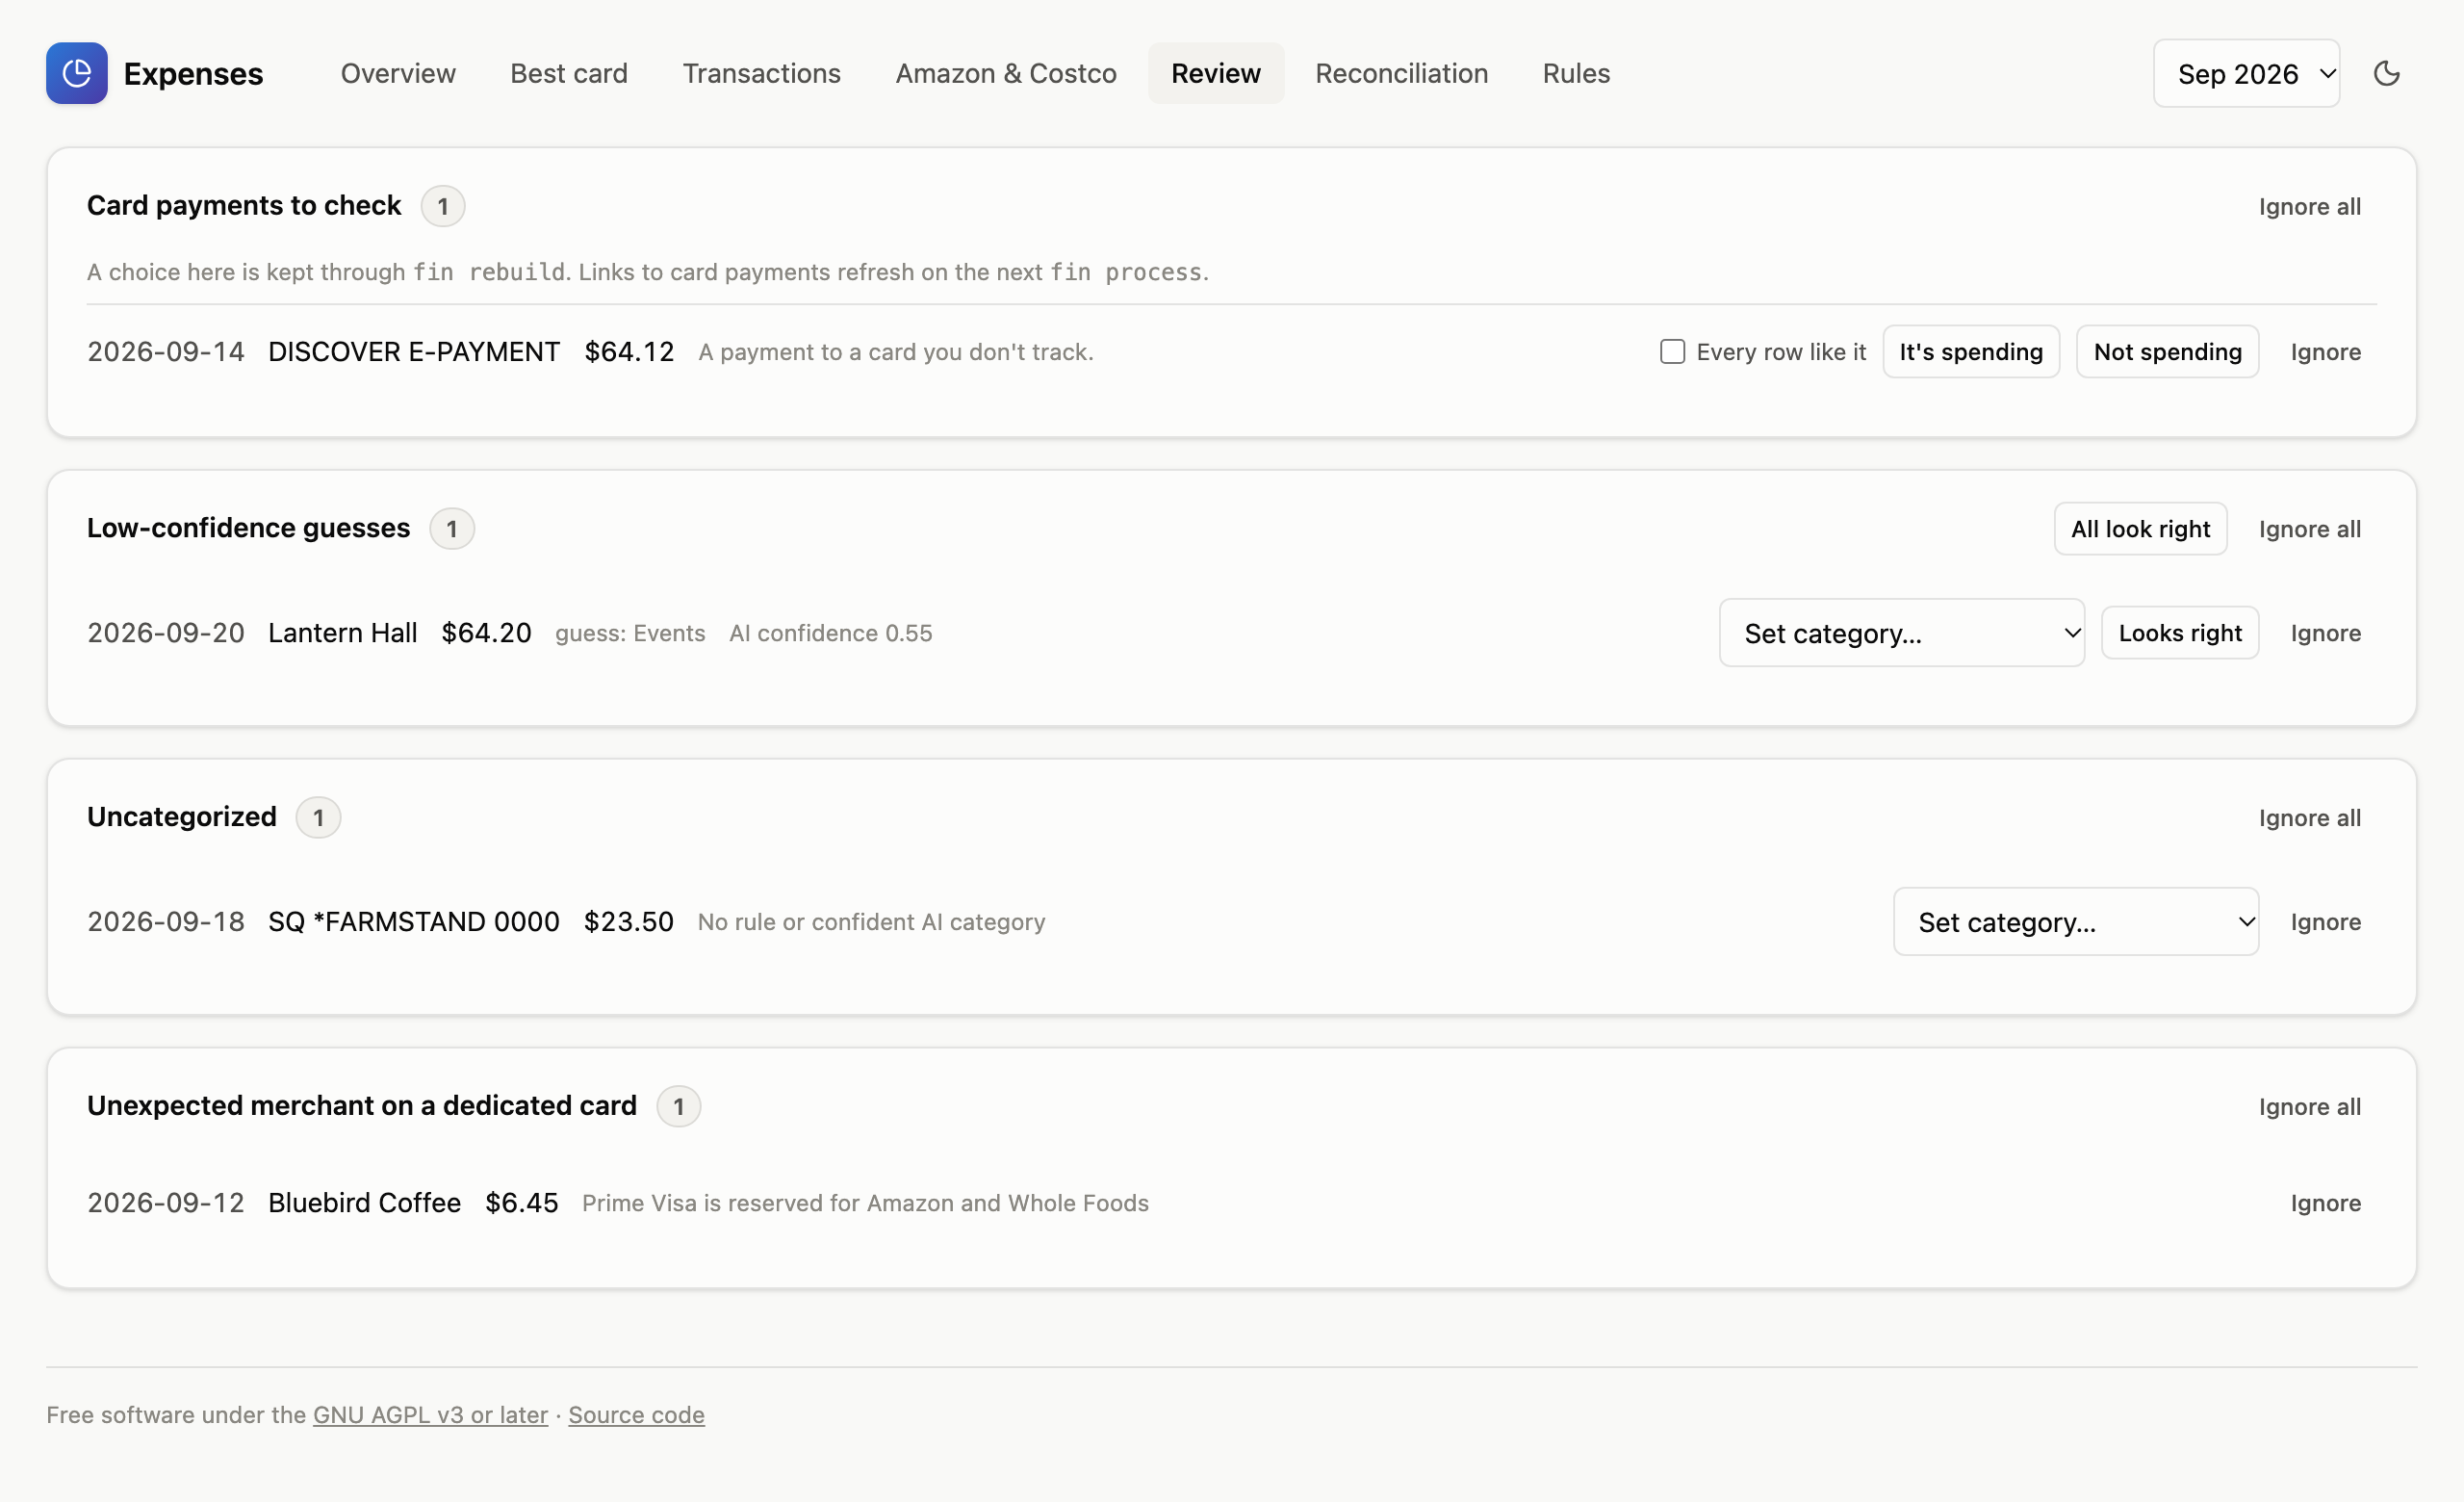 Expenses Overview Best card Transactions Amazon & Costco Review Reconciliation Rules Sep 2026
Card payments to check 1 Ignore all
A choice here is kept through fin rebuild. Links to card payments refresh on the next fin process.
2026-09-14 DISCOVER E-PAYMENT $64.12 A payment to a card you don't track. Every row like it It's spending Not spending Ignore
Low-confidence guesses 1 All look right Ignore all
2026-09-20 Lantern Hall $64.20 guess: Events AI confidence 0.55 Set category... Looks right Ignore
Uncategorized 1 Ignore all
2026-09-18 SQ *FARMSTAND 0000 $23.50 No rule or confident AI category Set category... Ignore
Unexpected merchant on a dedicated card 1 Ignore all
2026-09-12 Bluebird Coffee $6.45 Prime Visa is reserved for Amazon and Whole Foods Ignore
Free software under the GNU AGPL v3 or later · Source code